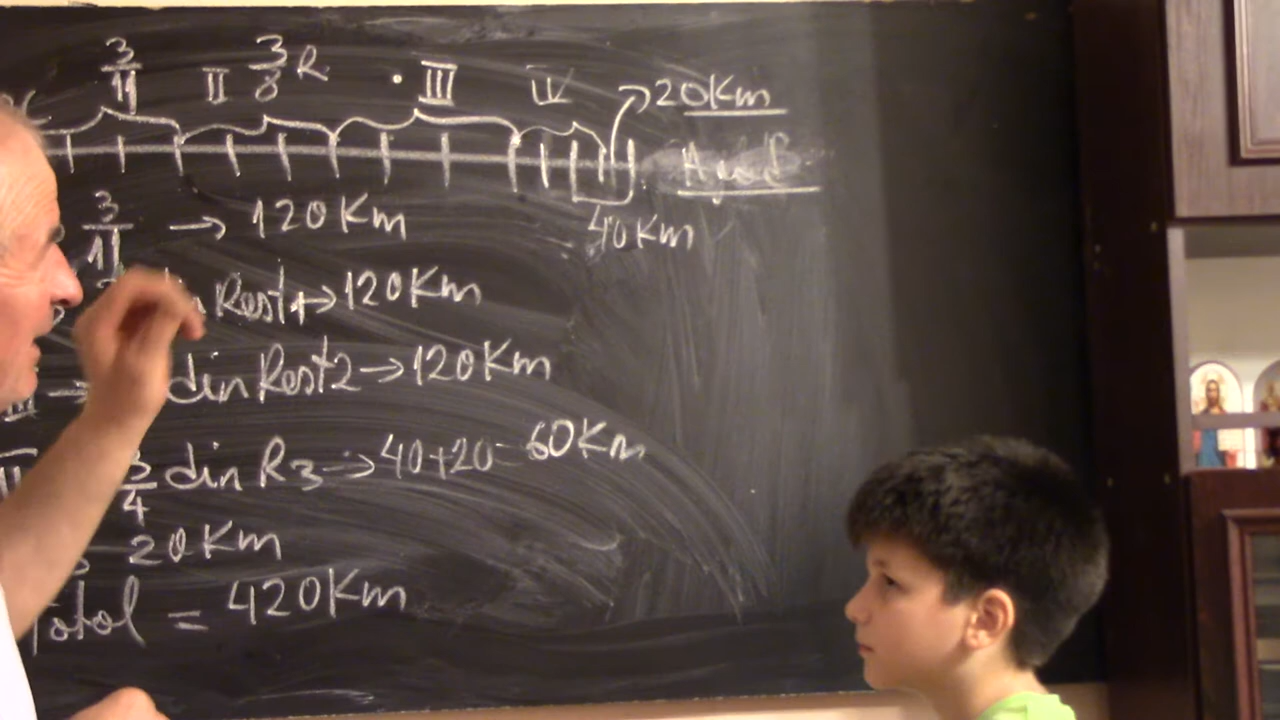 3/11 II 3/8 R III IV 20Km
3/11 → 120Km 40Km
Rest1 → 120Km
III → din Rest2 → 120Km
3/4 din R3 → 40+20=60Km
20Km
Total = 420Km